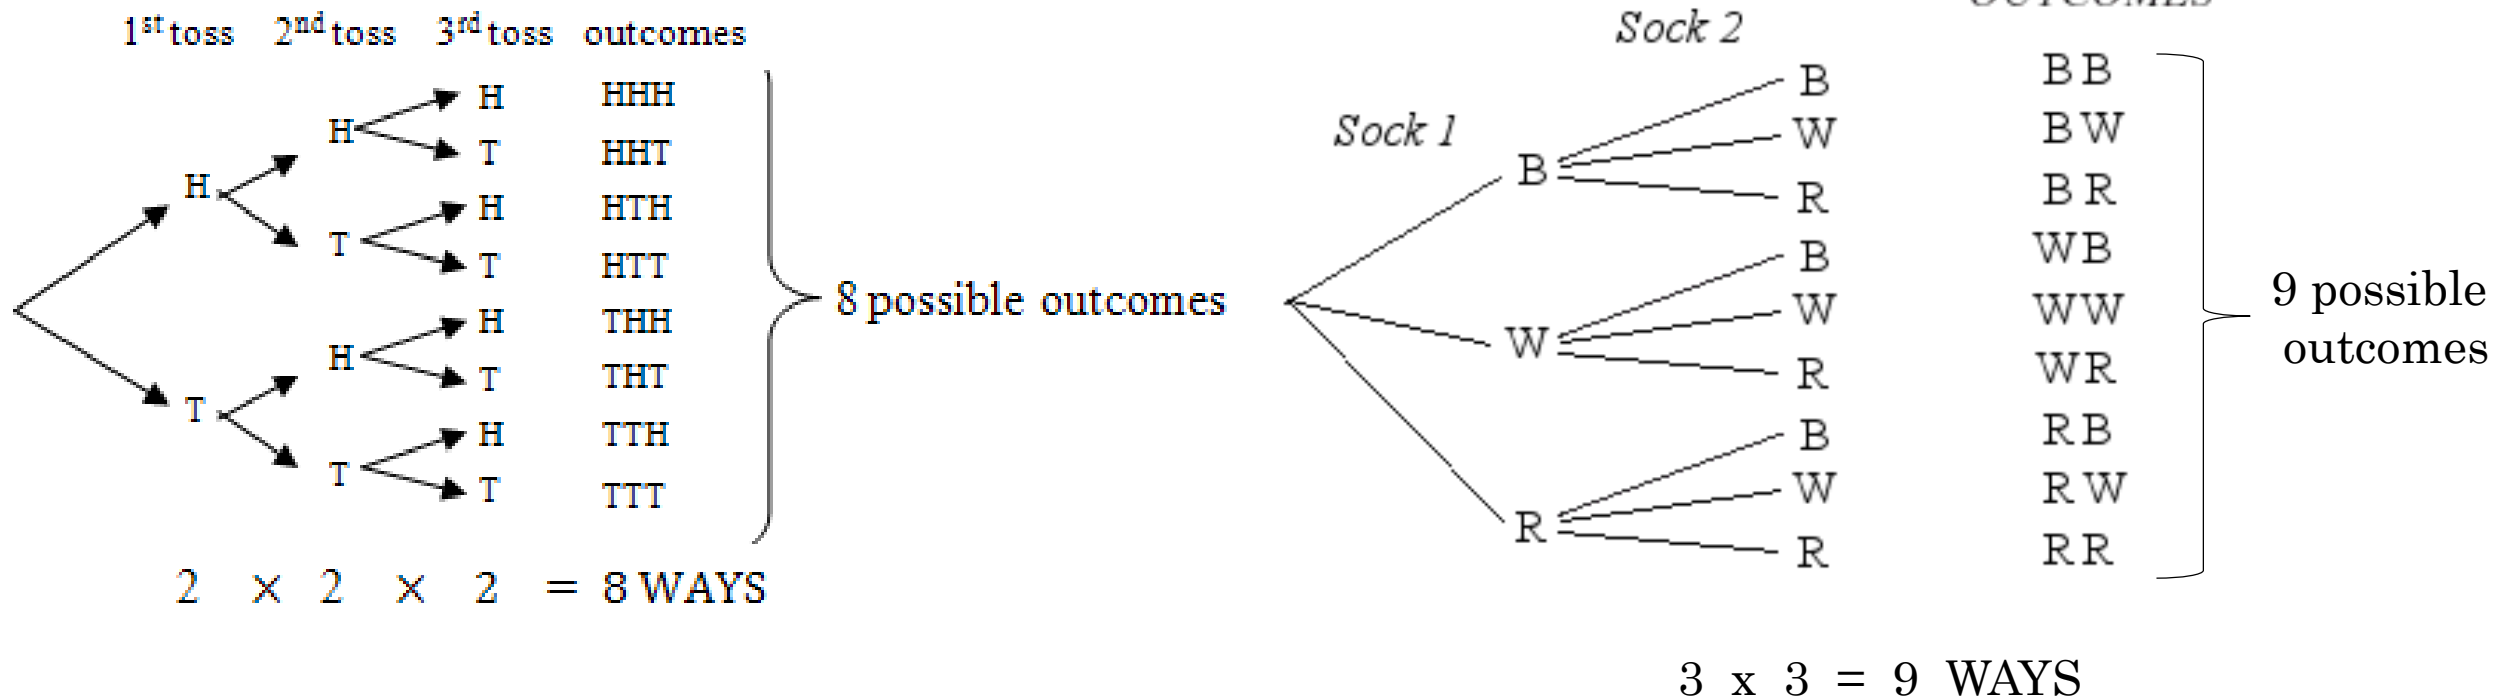 1st toss 2nd toss 3rd toss outcomes
H HHH
H
T HHT
H
H HTH
T
T HTT
H THH
H
T THT
T
H TTH
T
T TTT
8 possible outcomes
2 × 2 × 2 = 8 WAYS
OUTCOMES
Sock 2
Sock 1
B BB
W BW
B
R BR
B WB
W WW
W
R WR
B RB
W RW
R
R RR
9 possible
outcomes
3 x 3 = 9 WAYS